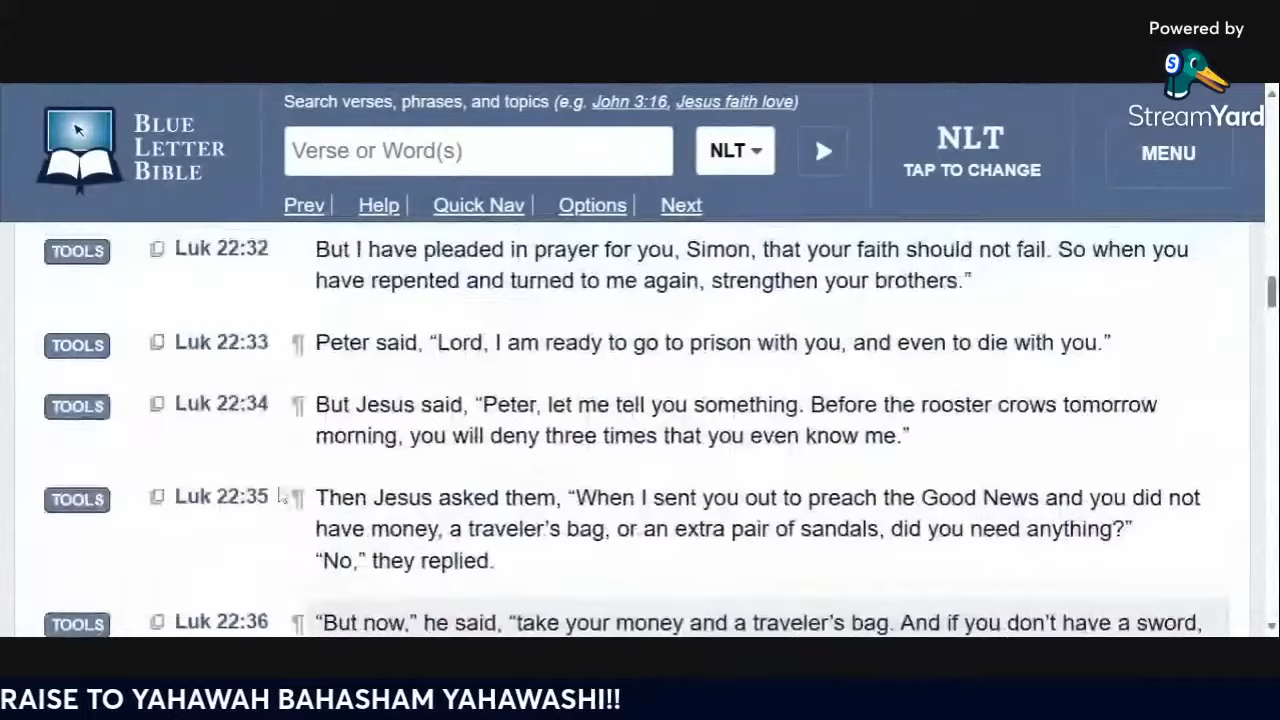 Powered by
StreamYard
BLUE
LETTER
BIBLE
Search verses, phrases, and topics (e.g. John 3:16, Jesus faith love)
Verse or Word(s)
NLT
NLT
TAP TO CHANGE
MENU
Prev | Help | Quick Nav | Options | Next
TOOLS Luk 22:32 But I have pleaded in prayer for you, Simon, that your faith should not fail. So when you
have repented and turned to me again, strengthen your brothers.”
TOOLS Luk 22:33 ¶ Peter said, “Lord, I am ready to go to prison with you, and even to die with you.”
TOOLS Luk 22:34 ¶ But Jesus said, “Peter, let me tell you something. Before the rooster crows tomorrow
morning, you will deny three times that you even know me.”
TOOLS Luk 22:35 ¶ Then Jesus asked them, “When I sent you out to preach the Good News and you did not
have money, a traveler’s bag, or an extra pair of sandals, did you need anything?”
“No,” they replied.
TOOLS Luk 22:36 ¶ “But now,” he said, “take your money and a traveler’s bag. And if you don’t have a sword,
RAISE TO YAHAWAH BAHASHAM YAHAWASHI!!